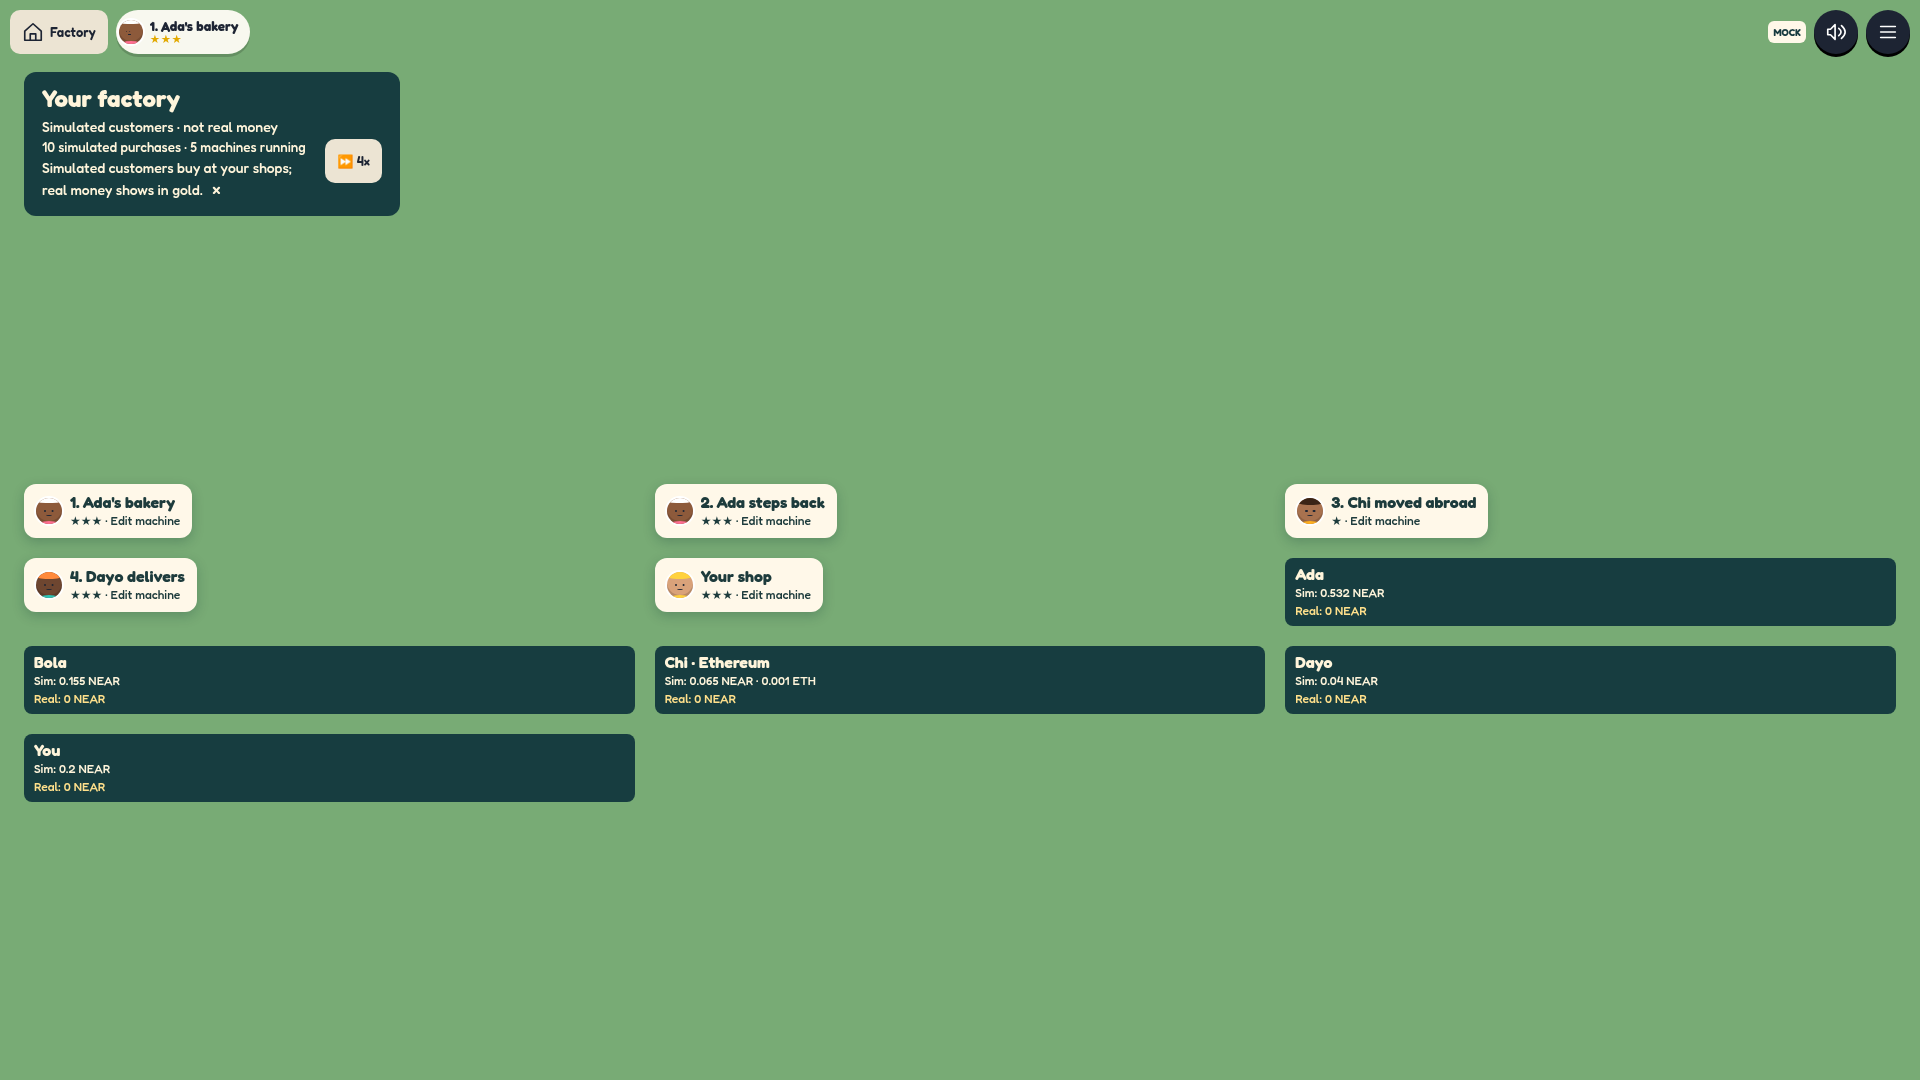 Factory
1. Ada's bakery
★★★
MOCK
Your factory
Simulated customers · not real money
10 simulated purchases · 5 machines running
Simulated customers buy at your shops;
real money shows in gold. ×
⏩ 4x
1. Ada's bakery
★★★ · Edit machine
2. Ada steps back
★★★ · Edit machine
3. Chi moved abroad
★ · Edit machine
4. Dayo delivers
★★★ · Edit machine
Your shop
★★★ · Edit machine
Ada
Sim: 0.532 NEAR
Real: 0 NEAR
Bola
Sim: 0.155 NEAR
Real: 0 NEAR
Chi · Ethereum
Sim: 0.065 NEAR · 0.001 ETH
Real: 0 NEAR
Dayo
Sim: 0.04 NEAR
Real: 0 NEAR
You
Sim: 0.2 NEAR
Real: 0 NEAR